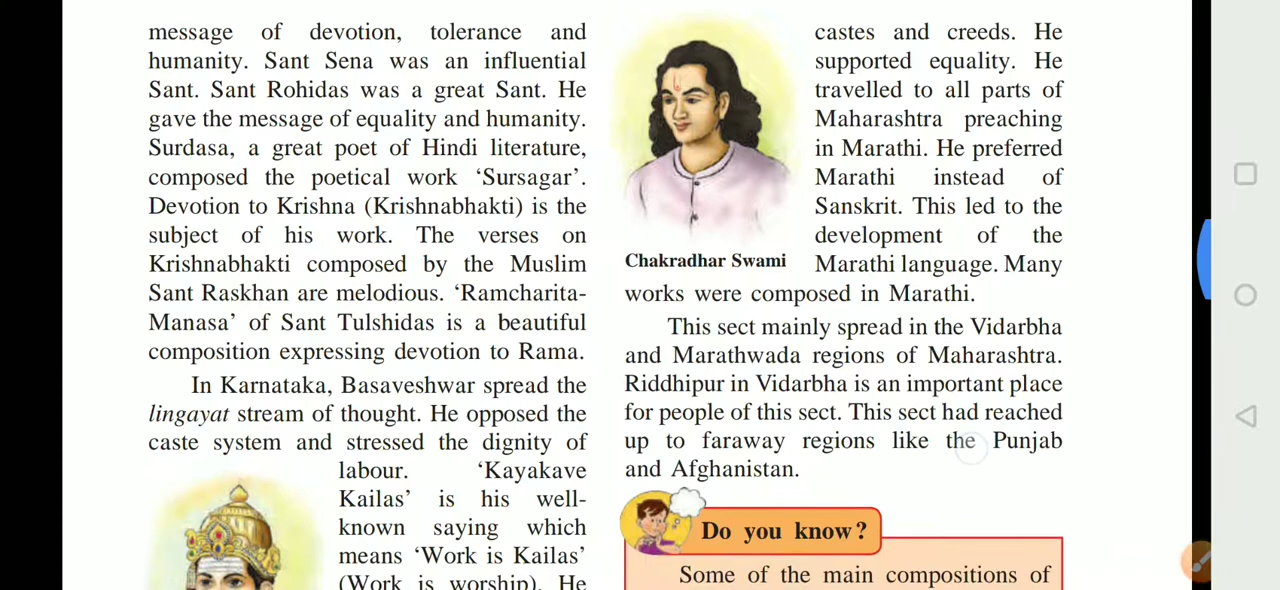 message of devotion, tolerance and
humanity. Sant Sena was an influential
Sant. Sant Rohidas was a great Sant. He
gave the message of equality and humanity.
Surdasa, a great poet of Hindi literature,
composed the poetical work ‘Sursagar’.
Devotion to Krishna (Krishnabhakti) is the
subject of his work. The verses on
Krishnabhakti composed by the Muslim
Sant Raskhan are melodious. ‘Ramcharita-
Manasa’ of Sant Tulshidas is a beautiful
composition expressing devotion to Rama.
In Karnataka, Basaveshwar spread the
lingayat stream of thought. He opposed the
caste system and stressed the dignity of
labour. ‘Kayakave
Kailas’ is his well-
known saying which
means ‘Work is Kailas’
(Work is worship). He
castes and creeds. He
supported equality. He
travelled to all parts of
Maharashtra preaching
in Marathi. He preferred
Marathi instead of
Sanskrit. This led to the
development of the
Chakradhar Swami
Marathi language. Many
works were composed in Marathi.
This sect mainly spread in the Vidarbha
and Marathwada regions of Maharashtra.
Riddhipur in Vidarbha is an important place
for people of this sect. This sect had reached
up to faraway regions like the Punjab
and Afghanistan.
Do you know?
Some of the main compositions of